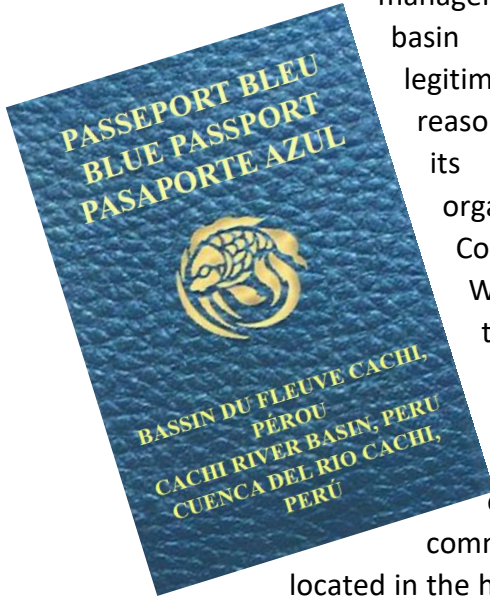 PASSEPORT BLEU
BLUE PASSPORT
PASAPORTE AZUL
BASSIN DU FLEUVE CACHI,
PÉROU
CACHI RIVER BASIN, PERU
CUENCA DEL RIO CACHI,
PERÚ
basin
legitim
reaso
its
orga
Co
W
t
comm
located in the h